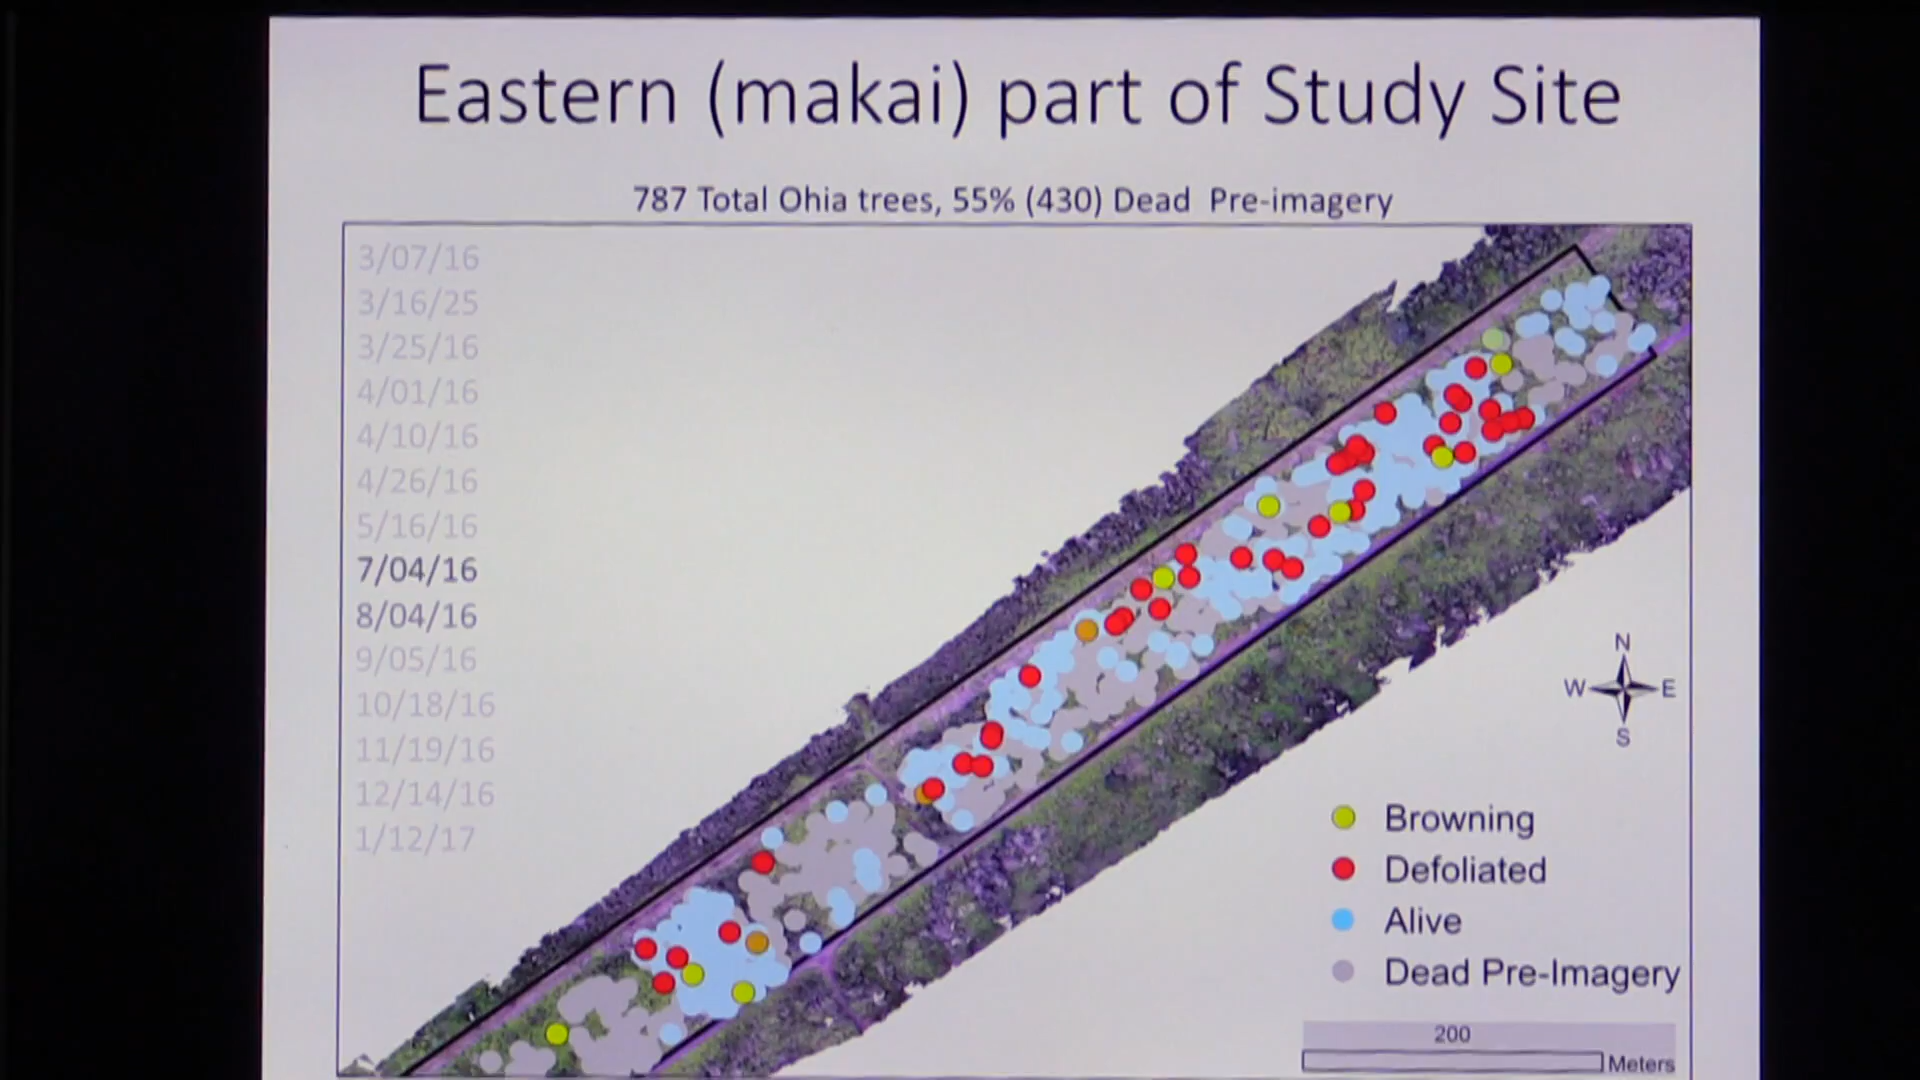 Eastern (makai) part of Study Site
787 Total Ohia trees, 55% (430) Dead Pre-imagery
3/07/16
3/16/25
3/25/16
4/01/16
4/10/16
4/26/16
5/16/16
7/04/16
8/04/16
9/05/16
10/18/16
11/19/16
12/14/16
1/12/17
N
W E
S
Browning
Defoliated
Alive
Dead Pre-Imagery
200
Meters